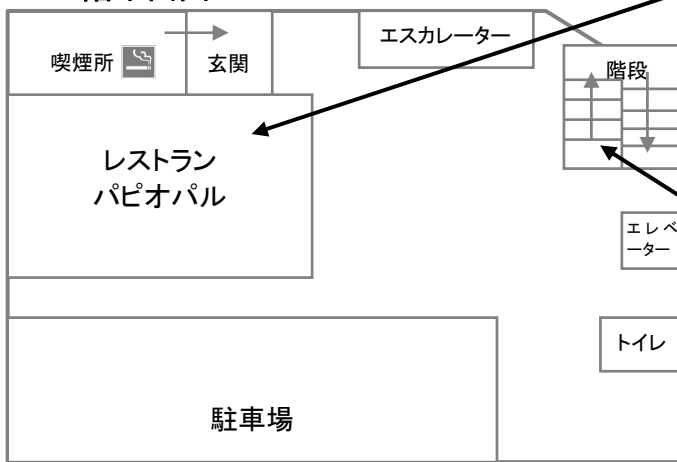 エスカレーター
喫煙所
玄関
階段
レストラン
パピオパル
エレベ
ーター
トイレ
駐車場